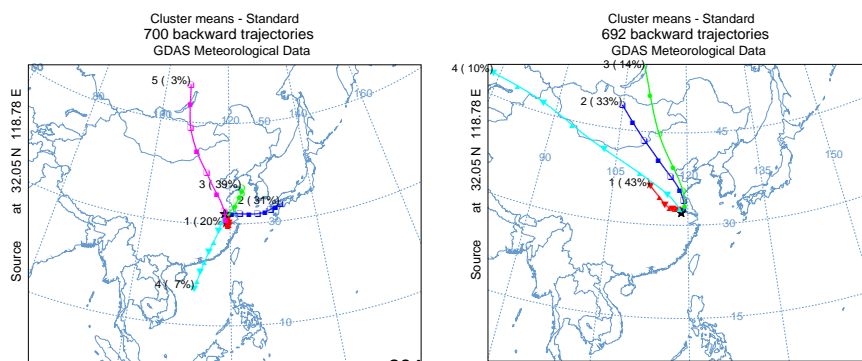 Cluster means - Standard
700 backward trajectories
GDAS Meteorological Data
Source at 32.05 N 118.78 E
5 ( 3%)
3 ( 39%)
2 ( 31%)
1 ( 20%)
4 ( 7%)
120
150
30
10
Cluster means - Standard
692 backward trajectories
GDAS Meteorological Data
Source at 32.05 N 118.78 E
3 ( 14%)
4 ( 10%)
2 ( 33%)
1 ( 43%)
45
90
105
135
150
30
15